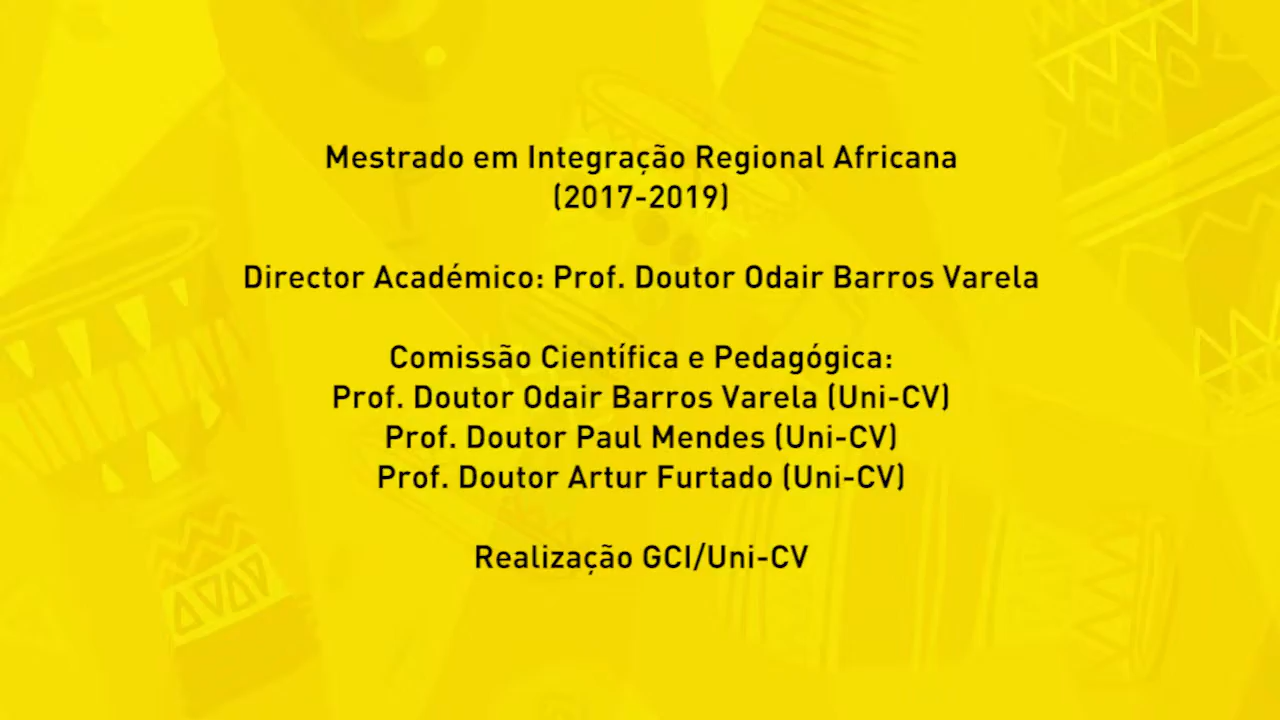 Mestrado em Integração Regional Africana
(2017-2019)
Director Académico: Prof. Doutor Odair Barros Varela
Comissão Científica e Pedagógica:
Prof. Doutor Odair Barros Varela (Uni-CV)
Prof. Doutor Paul Mendes (Uni-CV)
Prof. Doutor Artur Furtado (Uni-CV)
Realização GCI/Uni-CV